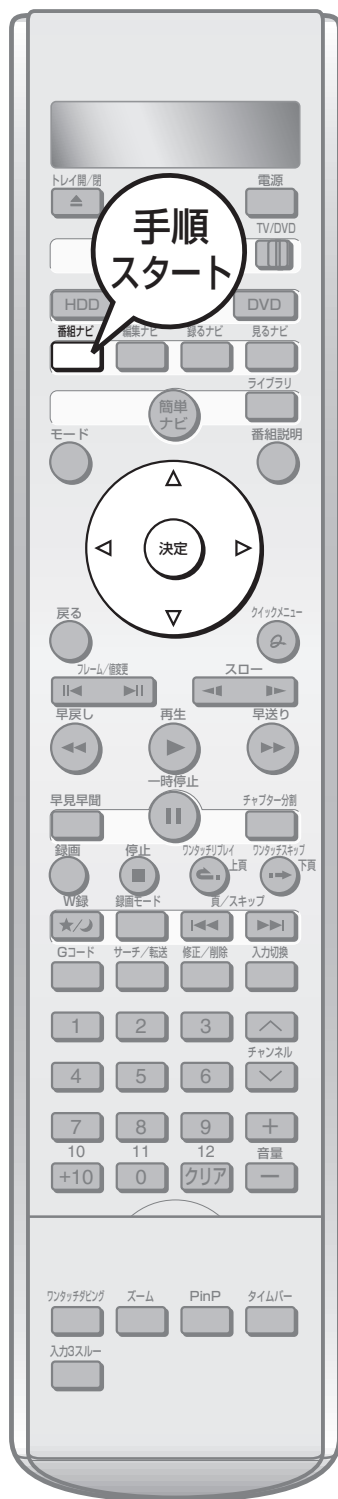 トレイ開/閉
電源
TV/DVD
手順
スタート
HDD
DVD
番組ナビ
編集ナビ
録るナビ
見るナビ
ライブラリ
簡単
ナビ
モード
番組説明
決定
戻る
クイックメニュー
フレーム/値変更
スロー
早戻し
再生
早送り
一時停止
早見早聞
チャプター分割
録画
停止
ワンタッチリプレイ
上頁
ワンタッチスキップ
下頁
W録
録画モード
頁/スキップ
Gコード
サーチ/転送
修正/削除
入力切換
1
2
3
チャンネル
4
5
6
7
8
9
+
10
11
12
音量
+10
0
クリア
−
ワンタッチダビング
ズーム
PinP
タイムバー
入力3スルー